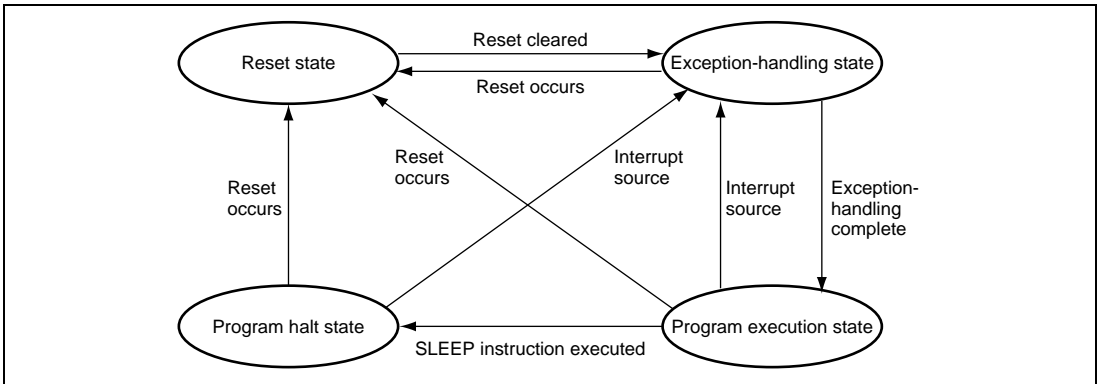 Reset cleared
Reset state
Exception-handling state
Reset occurs
Reset
occurs
Interrupt
source
Reset
occurs
Interrupt
source
Exception-
handling
complete
Program halt state
Program execution state
SLEEP instruction executed